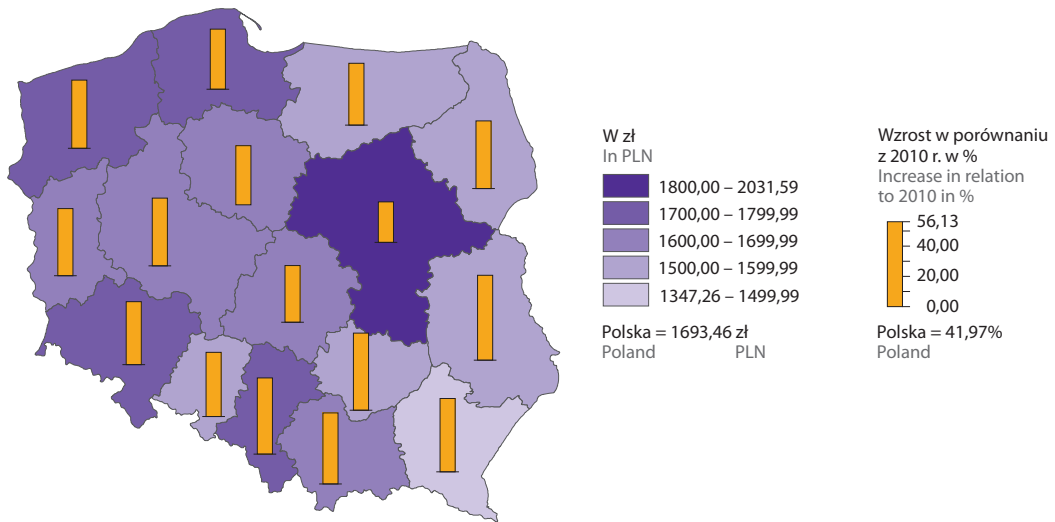 W zł
In PLN
1800,00 – 2031,59
1700,00 – 1799,99
1600,00 – 1699,99
1500,00 – 1599,99
1347,26 – 1499,99
Polska = 1693,46 zł
Poland PLN
Wzrost w porównaniu
z 2010 r. w %
Increase in relation
to 2010 in %
56,13
40,00
20,00
0,00
Polska = 41,97%
Poland